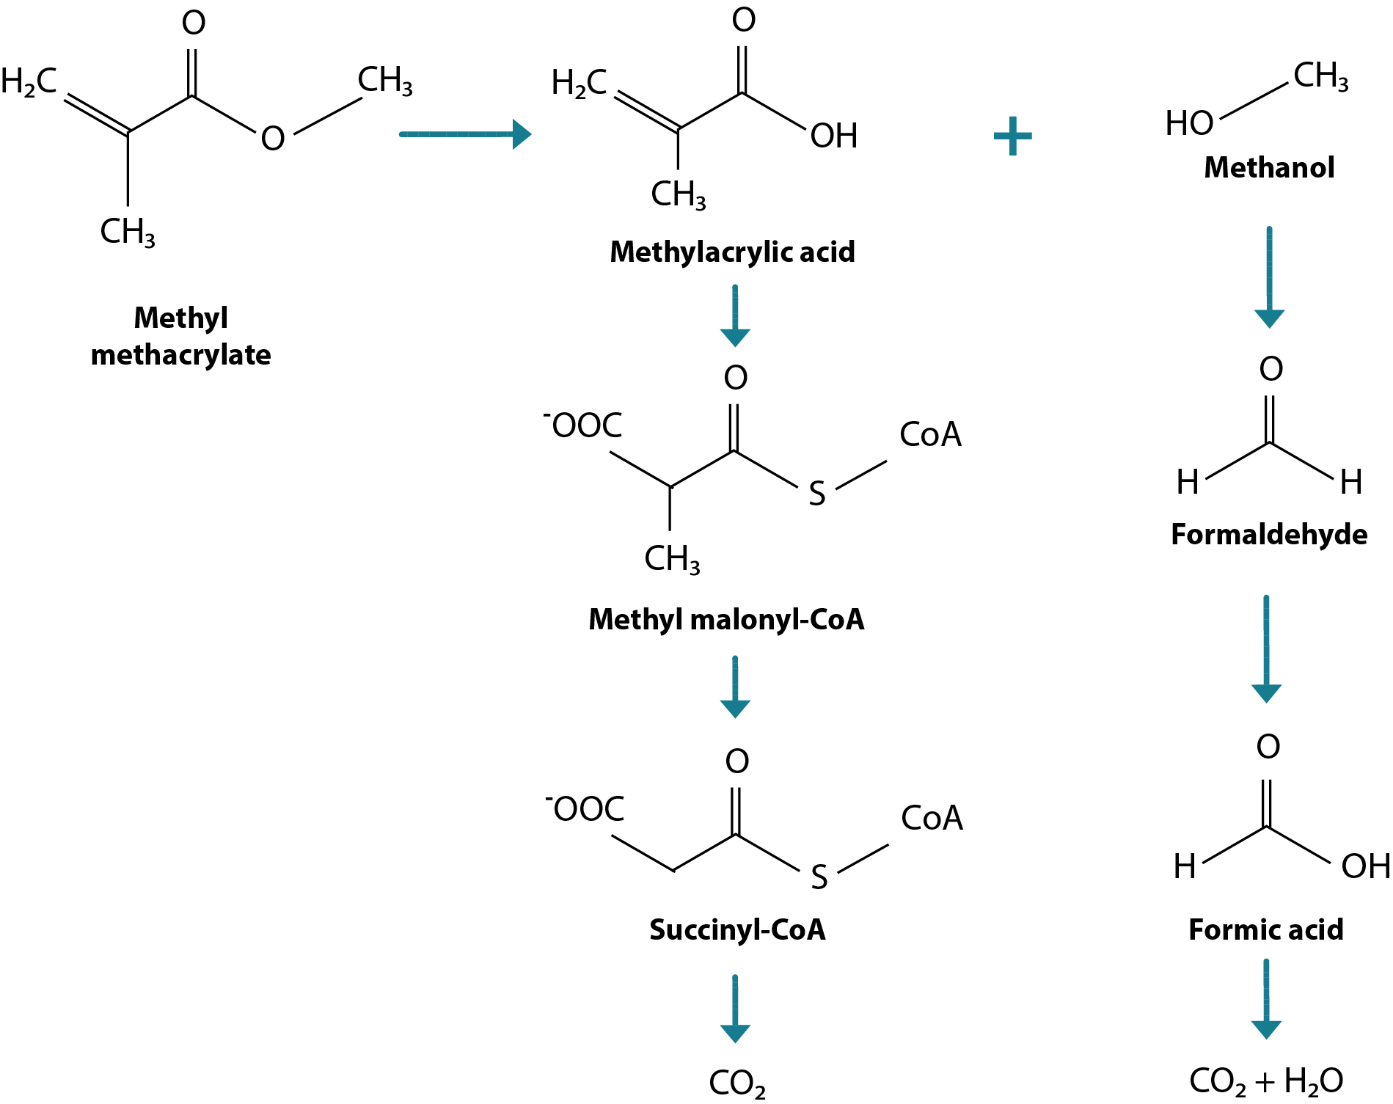 O
H₂C
CH₃
O
CH₃
Methyl
methacrylate
O
H₂C
OH
CH₃
Methylacrylic acid
+
CH₃
HO
Methanol
O
⁻OOC
CoA
S
CH₃
Methyl malonyl-CoA
O
H
H
Formaldehyde
O
⁻OOC
CoA
S
Succinyl-CoA
CO₂
O
H
OH
Formic acid
CO₂ + H₂O